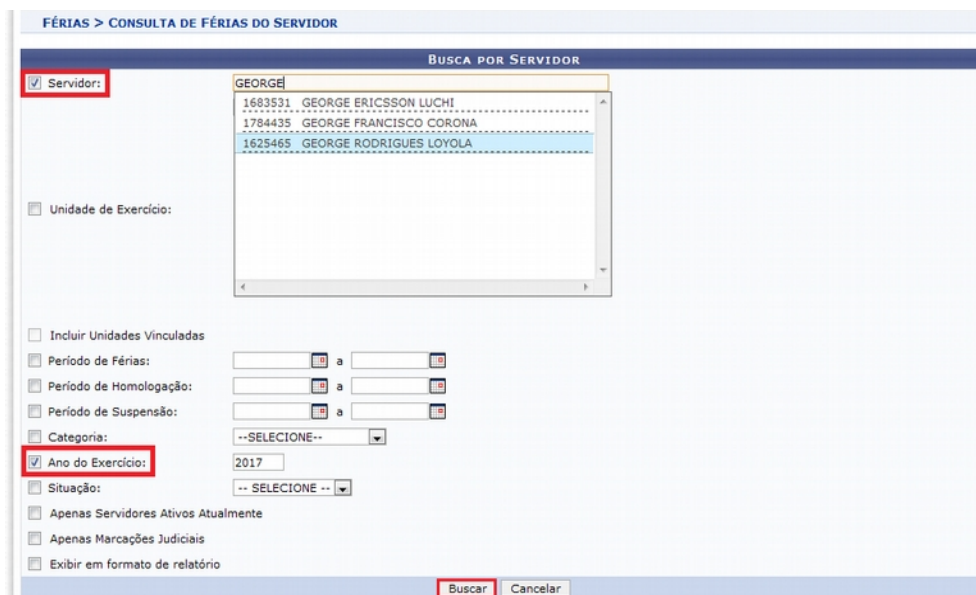 FÉRIAS > CONSULTA DE FÉRIAS DO SERVIDOR
BUSCA POR SERVIDOR
Servidor: GEORGE
1683531 GEORGE ERICSSON LUCHI
1784435 GEORGE FRANCISCO CORONA
1625465 GEORGE RODRIGUES LOYOLA
Unidade de Exercício:
Incluir Unidades Vinculadas
Período de Férias: a
Período de Homologação: a
Período de Suspensão: a
Categoria: --SELECIONE--
Ano do Exercício: 2017
Situação: -- SELECIONE --
Apenas Servidores Ativos Atualmente
Apenas Marcações Judiciais
Exibir em formato de relatório
Buscar Cancelar